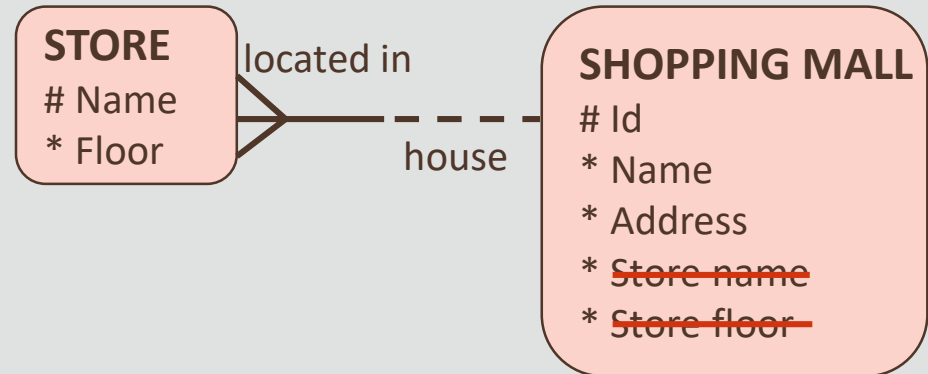 STORE
# Name
* Floor
located in
house
SHOPPING MALL
# Id
* Name
* Address
* Store name
* Store floor